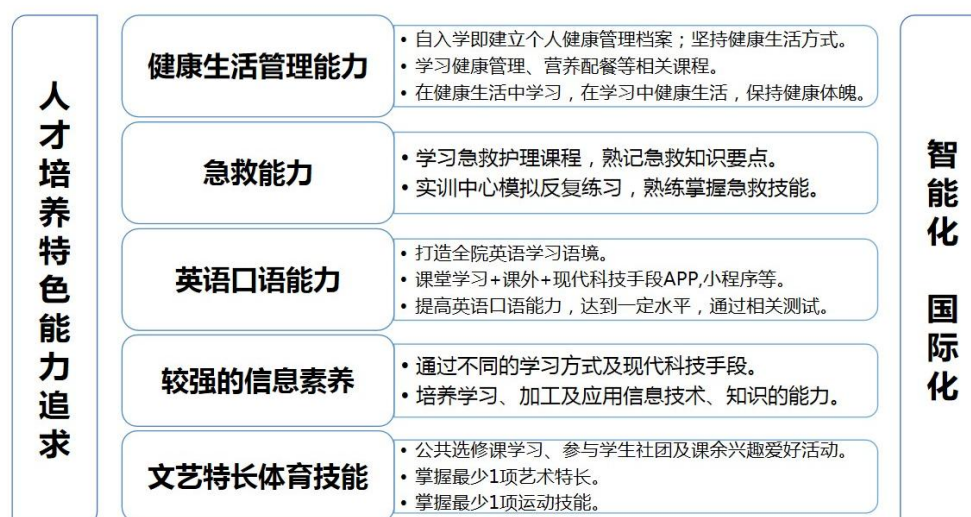 人才培养特色能力追求
健康生活管理能力
• 自入学即建立个人健康管理档案；坚持健康生活方式。
• 学习健康管理、营养配餐等相关课程。
• 在健康生活中学习，在学习中健康生活，保持健康体魄。
急救能力
• 学习急救护理课程，熟记急救知识要点。
• 实训中心模拟反复练习，熟练掌握急救技能。
英语口语能力
• 打造全院英语学习语境。
• 课堂学习+课外+现代科技手段APP,小程序等。
• 提高英语口语能力，达到一定水平，通过相关测试。
较强的信息素养
• 通过不同的学习方式及现代科技手段。
• 培养学习、加工及应用信息技术、知识的能力。
文艺特长体育技能
• 公共选修课学习、参与学生社团及课余兴趣爱好活动。
• 掌握最少1项艺术特长。
• 掌握最少1项运动技能。
智能化 国际化